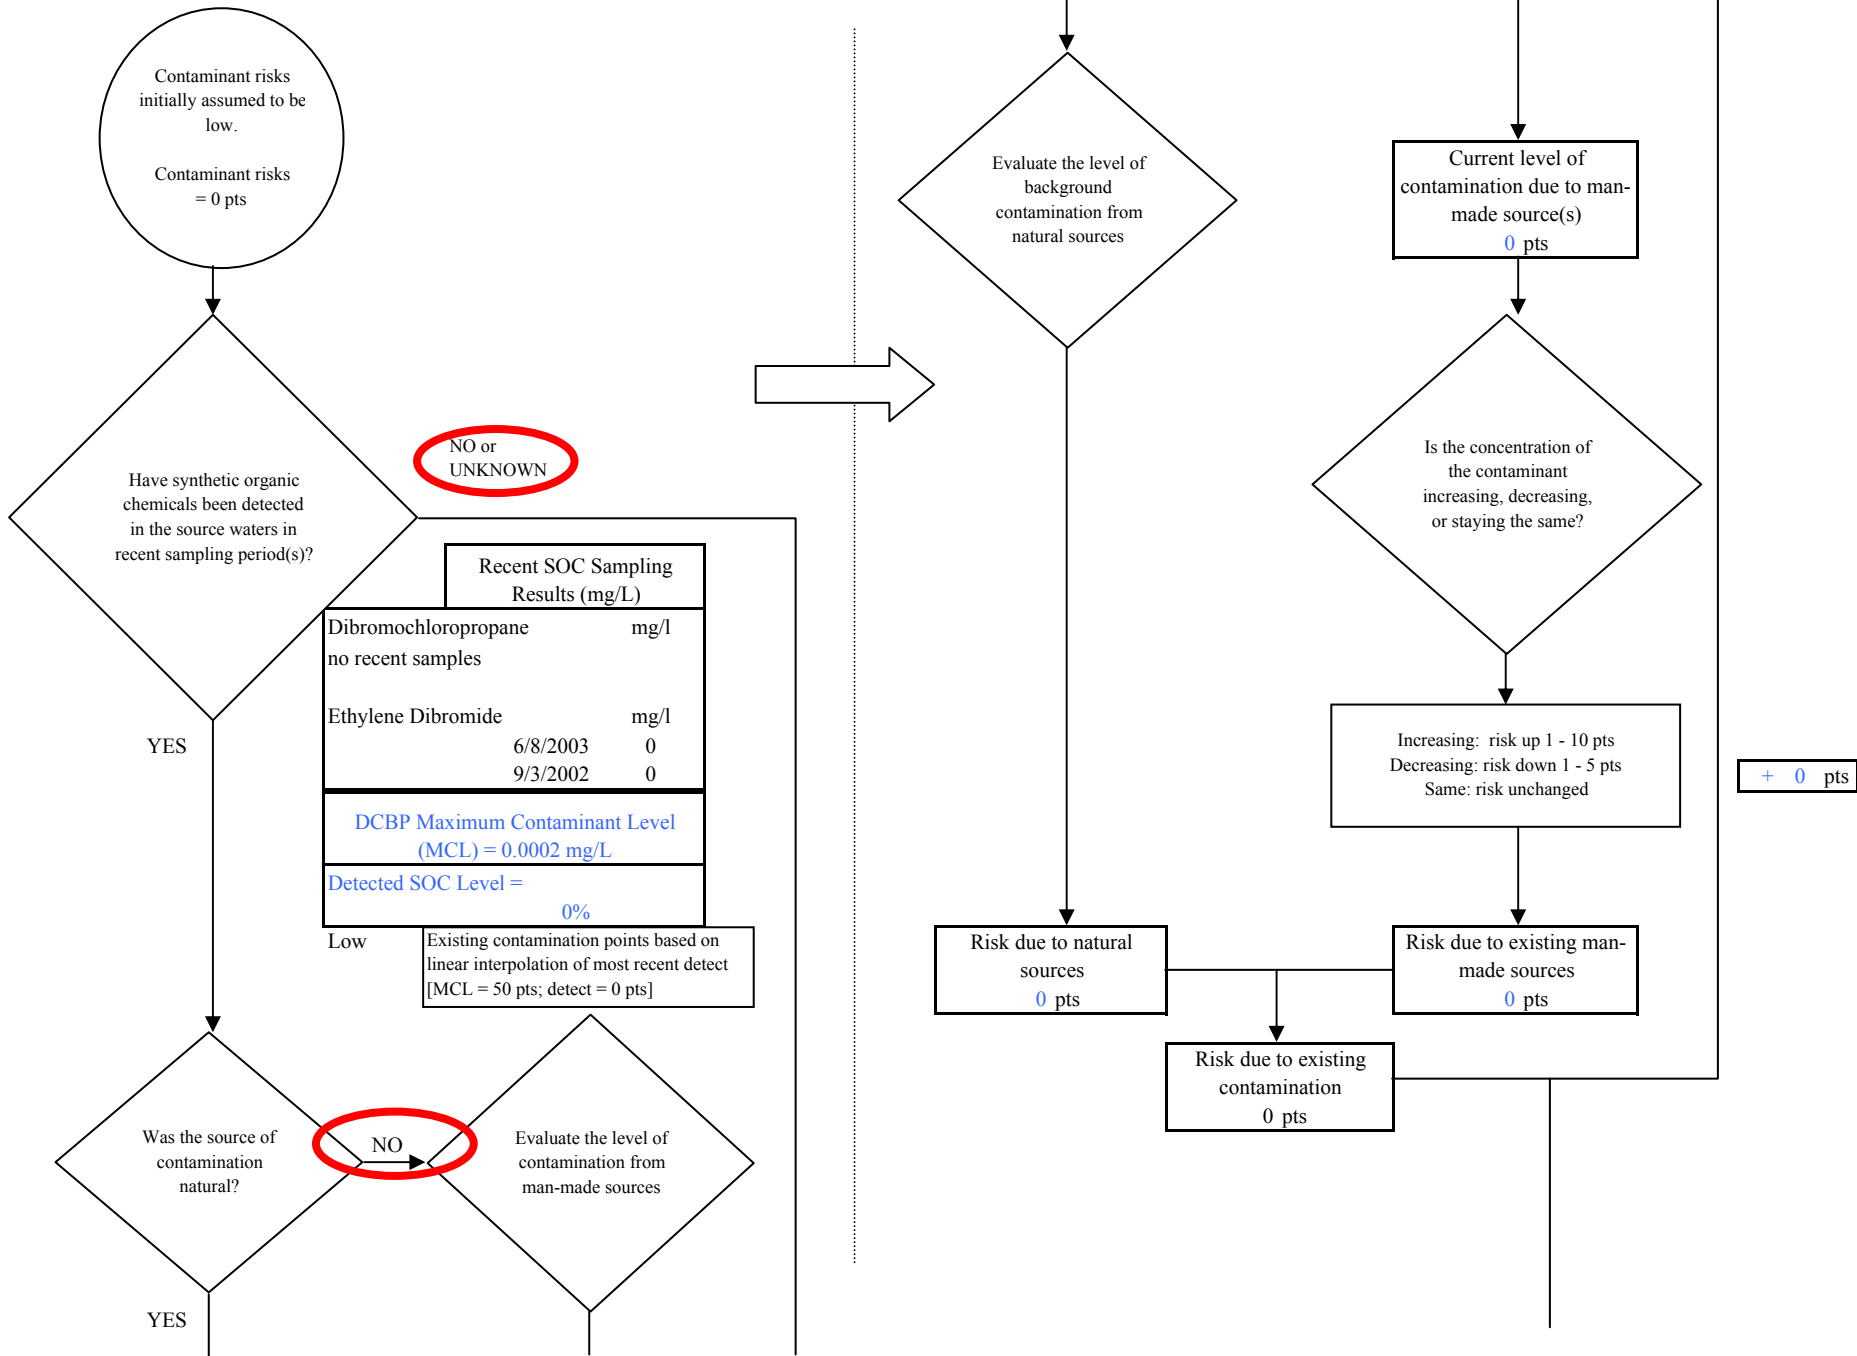 Contaminant risks
initially assumed to be
low.
Contaminant risks
= 0 pts
NO or
UNKNOWN
Have synthetic organic
chemicals been detected
in the source waters in
recent sampling period(s)?
Recent SOC Sampling
Results (mg/L)
Dibromochloropropane mg/l
no recent samples
Ethylene Dibromide mg/l
6/8/2003 0
9/3/2002 0
YES
DCBP Maximum Contaminant Level
(MCL) = 0.0002 mg/L
Detected SOC Level =
0%
Low
Existing contamination points based on
linear interpolation of most recent detect
[MCL = 50 pts; detect = 0 pts]
Was the source of
contamination
natural?
NO
Evaluate the level of
contamination from
man-made sources
YES
Evaluate the level of
background
contamination from
natural sources
Current level of
contamination due to man-
made source(s)
0 pts
Is the concentration of
the contaminant
increasing, decreasing,
or staying the same?
Increasing: risk up 1 - 10 pts
Decreasing: risk down 1 - 5 pts
Same: risk unchanged
+ 0 pts
Risk due to natural
sources
0 pts
Risk due to existing man-
made sources
0 pts
Risk due to existing
contamination
0 pts